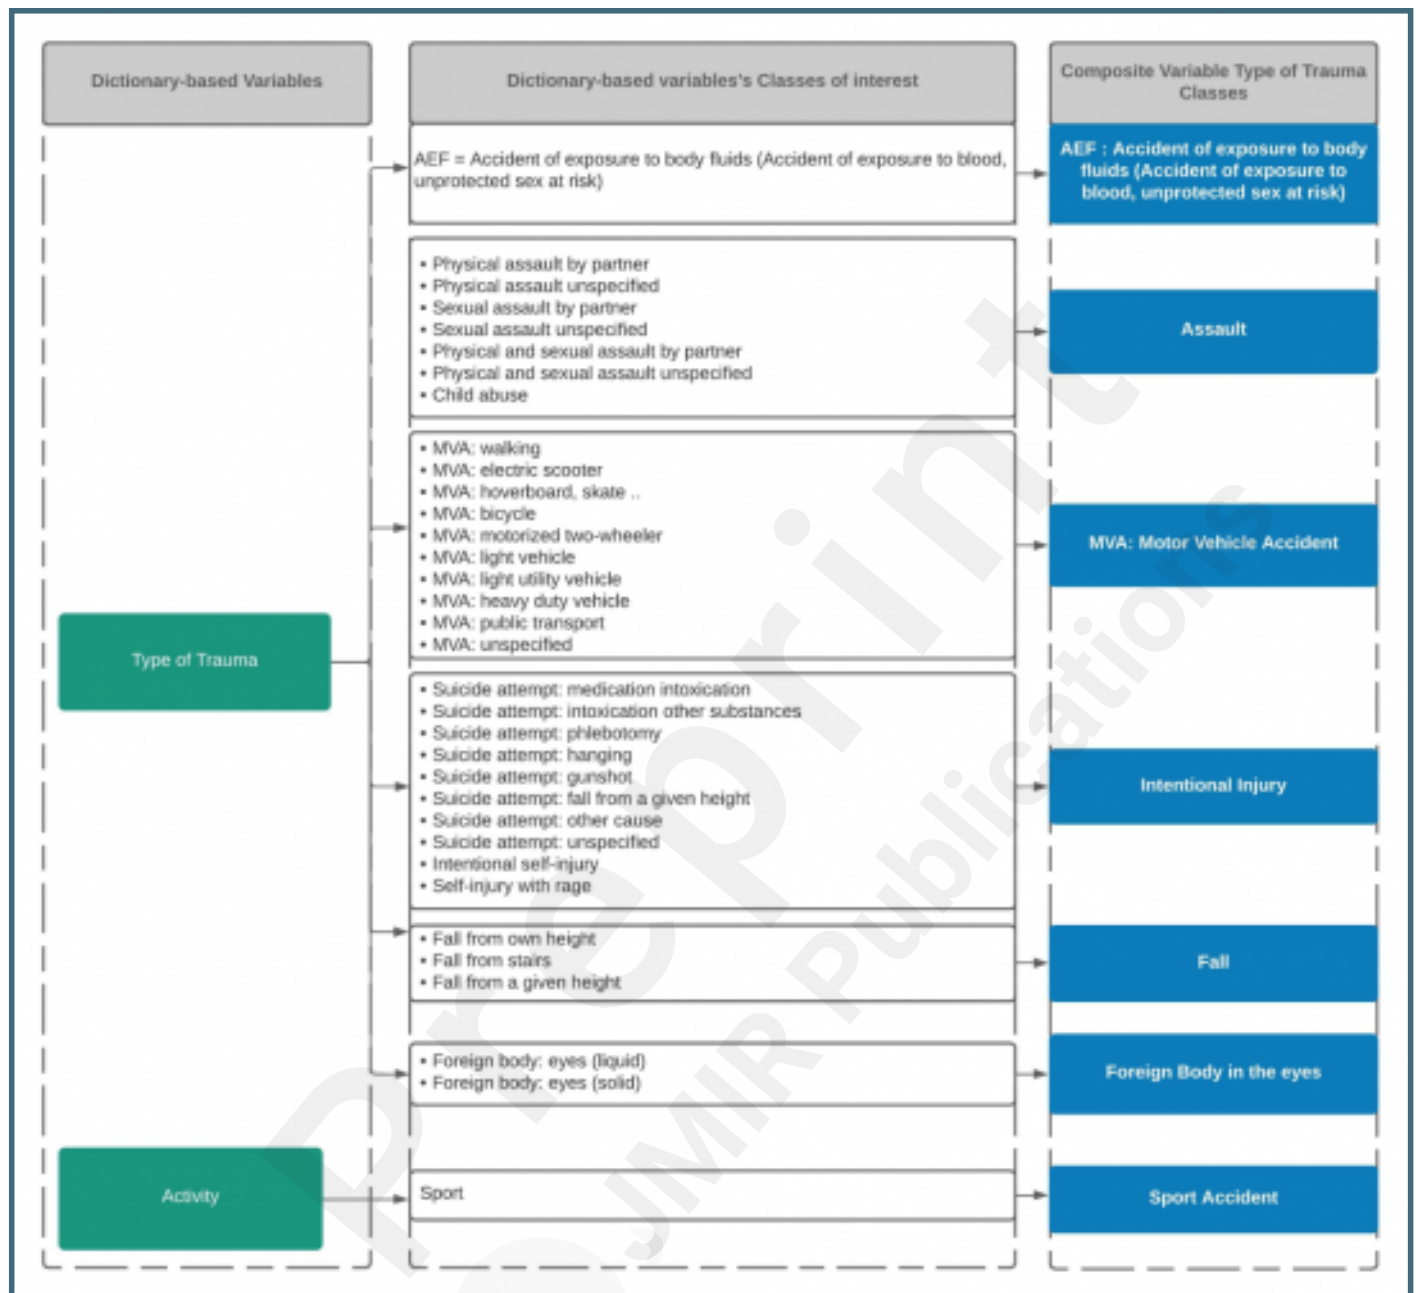 Dictionary-based Variables
Dictionary-based variables's Classes of interest
Composite Variable Type of Trauma
Classes
AEF = Accident of exposure to body fluids (Accident of exposure to blood,
unprotected sex at risk)
AEF : Accident of exposure to body
fluids (Accident of exposure to
blood, unprotected sex at risk)
• Physical assault by partner
• Physical assault unspecified
• Sexual assault by partner
• Sexual assault unspecified
• Physical and sexual assault by partner
• Physical and sexual assault unspecified
• Child abuse
Assault
• MVA: walking
• MVA: electric scooter
• MVA: hoverboard, skate ..
• MVA: bicycle
• MVA: motorized two-wheeler
• MVA: light vehicle
• MVA: light utility vehicle
• MVA: heavy duty vehicle
• MVA: public transport
• MVA: unspecified
MVA: Motor Vehicle Accident
Type of Trauma
• Suicide attempt: medication intoxication
• Suicide attempt: intoxication other substances
• Suicide attempt: phlebotomy
• Suicide attempt: hanging
• Suicide attempt: gunshot
• Suicide attempt: fall from a given height
• Suicide attempt: other cause
• Suicide attempt: unspecified
• Intentional self-injury
• Self-injury with rage
Intentional Injury
• Fall from own height
• Fall from stairs
• Fall from a given height
Fall
• Foreign body: eyes (liquid)
• Foreign body: eyes (solid)
Foreign Body in the eyes
Activity
Sport
Sport Accident
Preprint
JMIR Publications